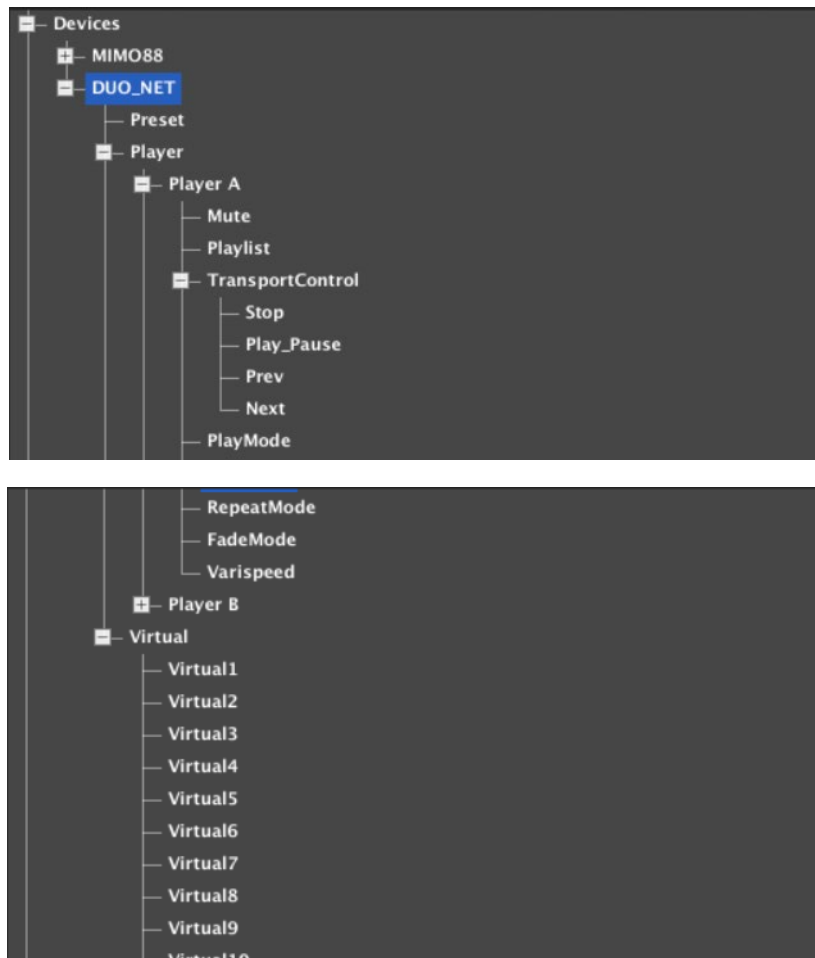 Devices
MIMO88
DUO_NET
Preset
Player
Player A
Mute
Playlist
TransportControl
Stop
Play_Pause
Prev
Next
PlayMode
RepeatMode
FadeMode
Varispeed
Player B
Virtual
Virtual1
Virtual2
Virtual3
Virtual4
Virtual5
Virtual6
Virtual7
Virtual8
Virtual9
Virtual10